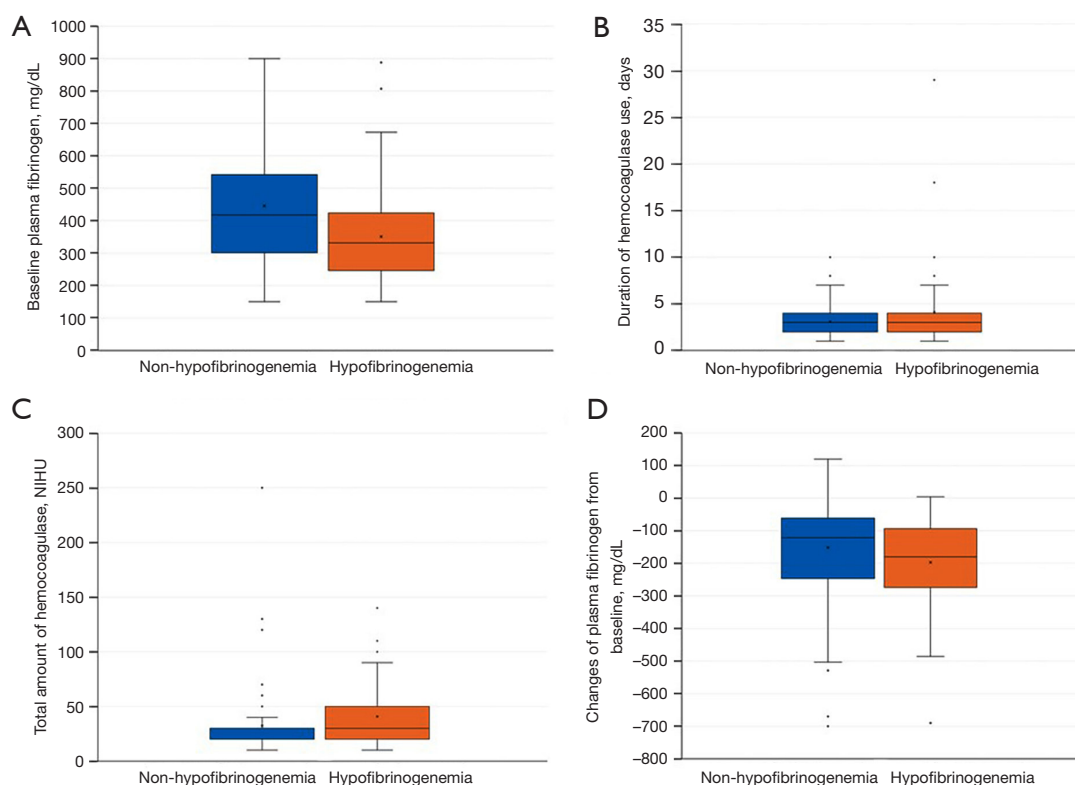 A
Baseline plasma fibrinogen, mg/dL
1000
900
800
700
600
500
400
300
200
100
0
Non-hypofibrinogenemia Hypofibrinogenemia
B
Duration of hemocoagulase use, days
35
30
25
20
15
10
5
0
Non-hypofibrinogenemia Hypofibrinogenemia
C
Total amount of hemocoagulase, NIHU
300
250
200
150
100
50
0
Non-hypofibrinogenemia Hypofibrinogenemia
D
Changes of plasma fibrinogen from
baseline, mg/dL
200
100
0
−100
−200
−300
−400
−500
−600
−700
−800
Non-hypofibrinogenemia Hypofibrinogenemia